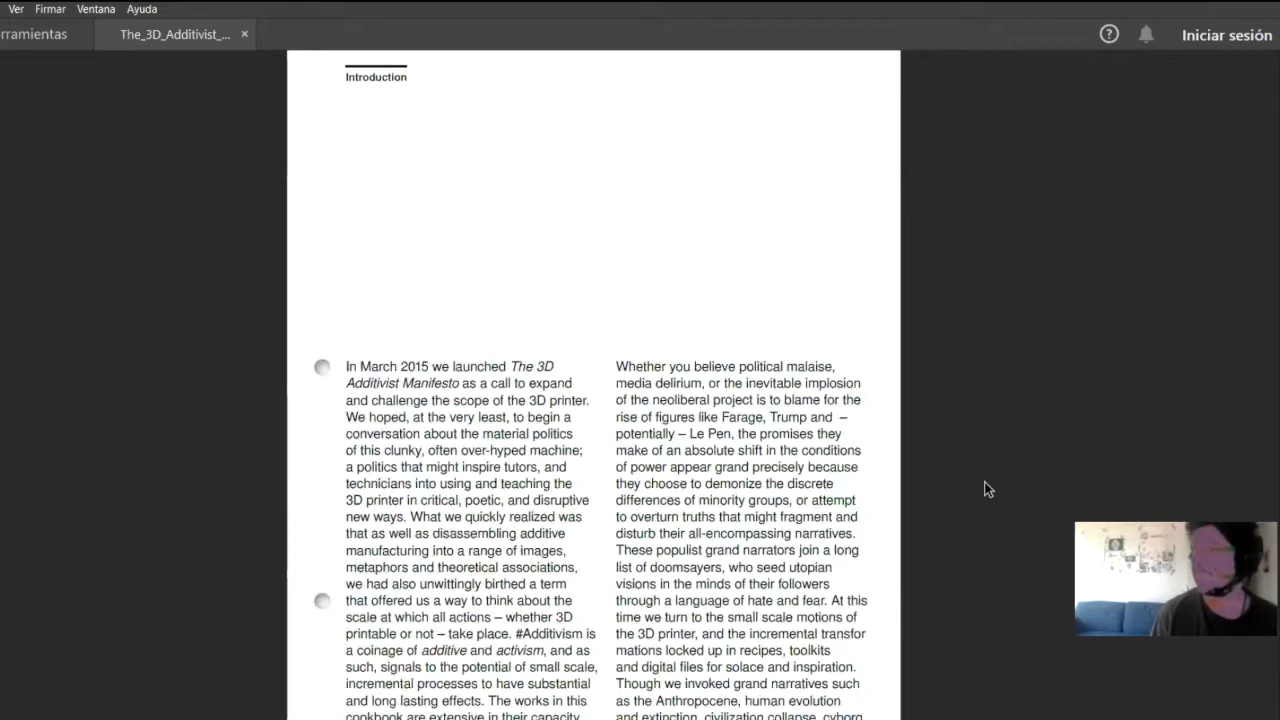 Ver Firmar Ventana Ayuda
rramientas The_3D_Additivist_... × Iniciar sesión
Introduction
In March 2015 we launched The 3D
Additivist Manifesto as a call to expand
and challenge the scope of the 3D printer.
We hoped, at the very least, to begin a
conversation about the material politics
of this clunky, often over-hyped machine;
a politics that might inspire tutors, and
technicians into using and teaching the
3D printer in critical, poetic, and disruptive
new ways. What we quickly realized was
that as well as disassembling additive
manufacturing into a range of images,
metaphors and theoretical associations,
we had also unwittingly birthed a term
that offered us a way to think about the
scale at which all actions – whether 3D
printable or not – take place. #Additivism is
a coinage of additive and activism, and as
such, signals to the potential of small scale,
incremental processes to have substantial
and long lasting effects. The works in this
cookbook are extensive in their capacity
Whether you believe political malaise,
media delirium, or the inevitable implosion
of the neoliberal project is to blame for the
rise of figures like Farage, Trump and –
potentially – Le Pen, the promises they
make of an absolute shift in the conditions
of power appear grand precisely because
they choose to demonize the discrete
differences of minority groups, or attempt
to overturn truths that might fragment and
disturb their all-encompassing narratives.
These populist grand narrators join a long
list of doomsayers, who seed utopian
visions in the minds of their followers
through a language of hate and fear. At this
time we turn to the small scale motions of
the 3D printer, and the incremental transfor
mations locked up in recipes, toolkits
and digital files for solace and inspiration.
Though we invoked grand narratives such
as the Anthropocene, human evolution
and extinction, civilization collapse, cyborg